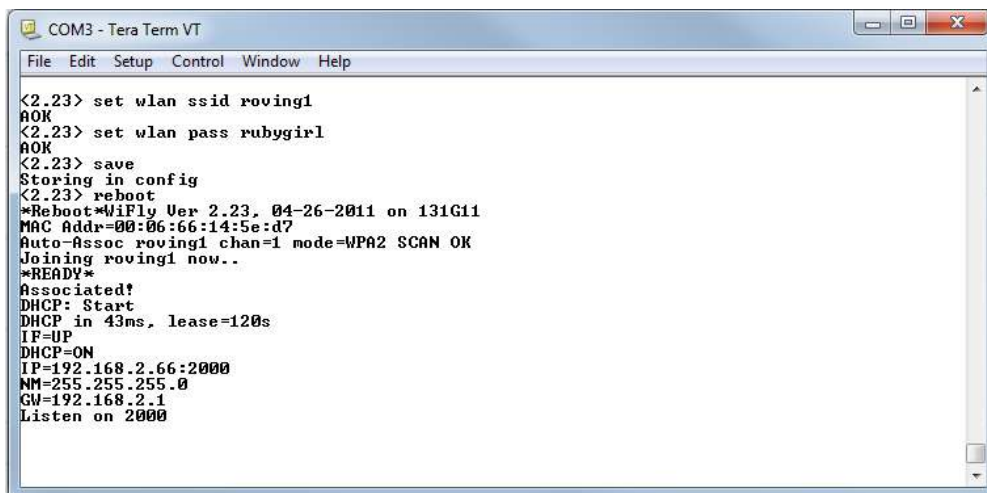 COM3 - Tera Term VT
File Edit Setup Control Window Help
<2.23> set wlan ssid roving1
AOK
<2.23> set wlan pass rubygirl
AOK
<2.23> save
Storing in config
<2.23> reboot
*Reboot*WiFly Ver 2.23, 04-26-2011 on 131G11
MAC Addr=00:06:66:14:5e:d7
Auto-Assoc roving1 chan=1 mode=WPA2 SCAN OK
Joining roving1 now..
*READY*
Associated!
DHCP: Start
DHCP in 43ms, lease=120s
IF=UP
DHCP=ON
IP=192.168.2.66:2000
NM=255.255.255.0
GW=192.168.2.1
Listen on 2000